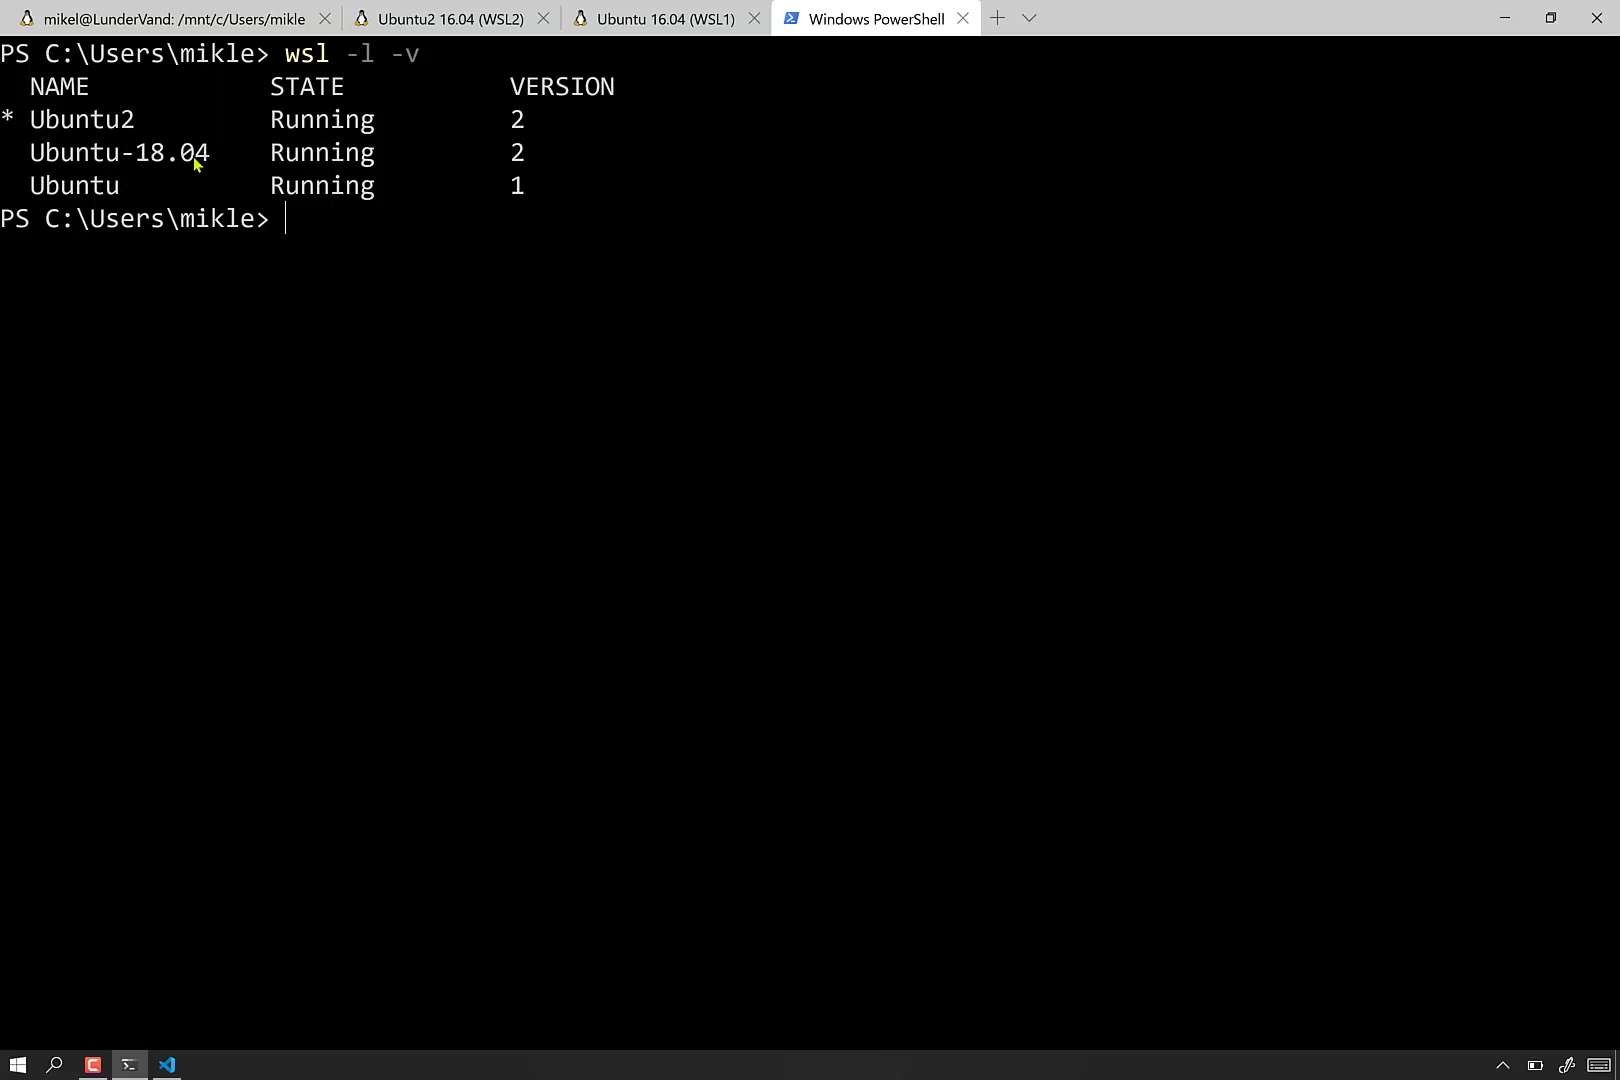 mikel@LunderVand: /mnt/c/Users/mikle Ubuntu2 16.04 (WSL2) Ubuntu 16.04 (WSL1) Windows PowerShell
PS C:\Users\mikle> wsl -l -v
NAME STATE VERSION
* Ubuntu2 Running 2
Ubuntu-18.04 Running 2
Ubuntu Running 1
PS C:\Users\mikle>